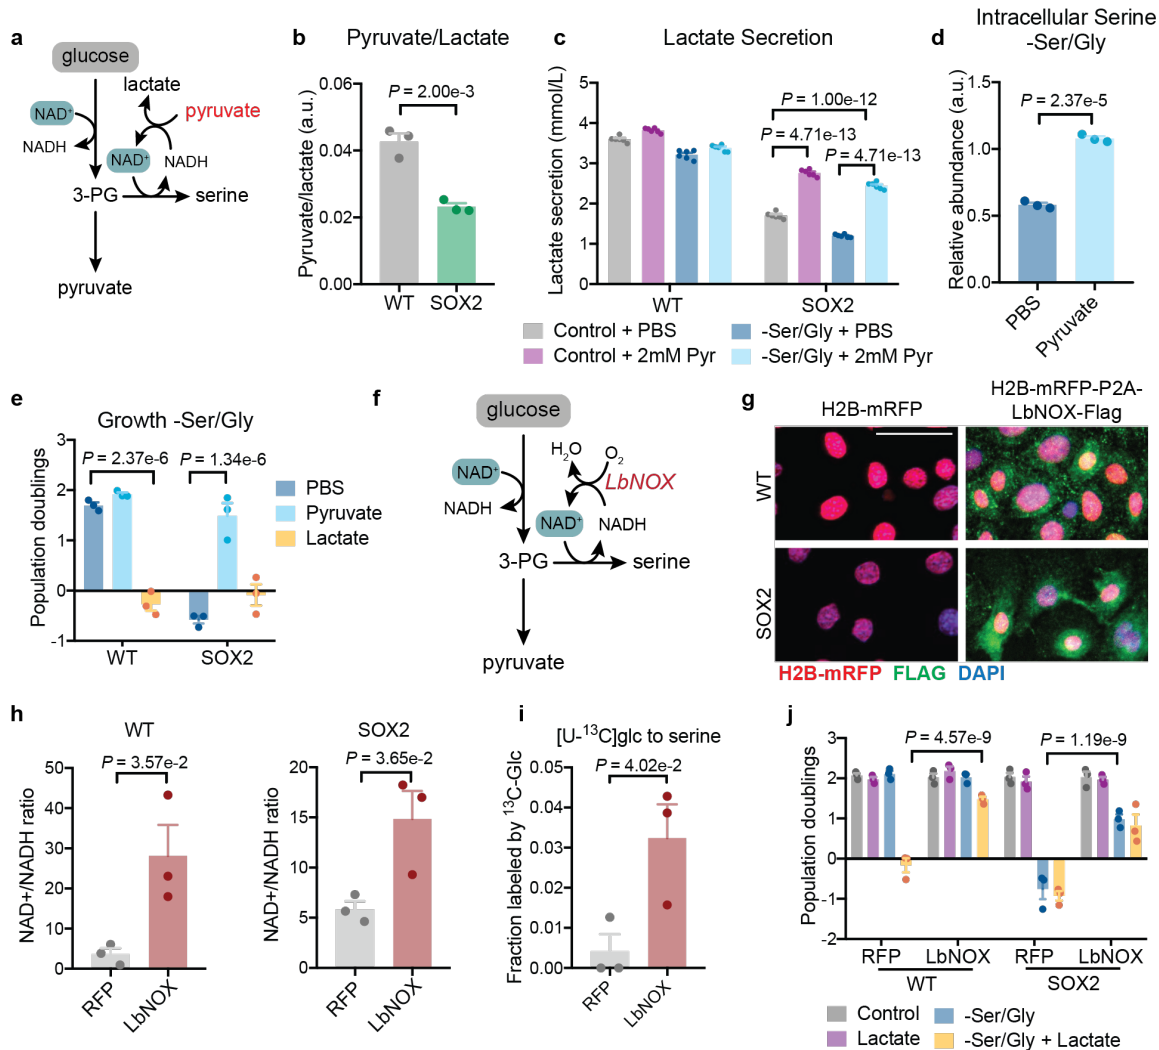 a
glucose
lactate
pyruvate
NAD+
NADH
NAD+
NADH
3-PG
serine
pyruvate
b
Pyruvate/Lactate
Pyruvate/lactate (a.u.)
0.06
0.04
0.02
0.00
P = 2.00e-3
WT
SOX2
c
Lactate Secretion
Lactate secretion (mmol/L)
5
4
3
2
1
0
P = 1.00e-12
P = 4.71e-13
P = 4.71e-13
WT
SOX2
Control + PBS
Control + 2mM Pyr
-Ser/Gly + PBS
-Ser/Gly + 2mM Pyr
d
Intracellular Serine
-Ser/Gly
Relative abundance (a.u.)
1.5
1.0
0.5
0.0
P = 2.37e-5
PBS
Pyruvate
e
Growth -Ser/Gly
Population doublings
3
2
1
0
-1
P = 2.37e-6
P = 1.34e-6
WT
SOX2
PBS
Pyruvate
Lactate
f
glucose
H2O
O2
LbNOX
NAD+
NADH
NAD+
NADH
3-PG
serine
pyruvate
g
H2B-mRFP
H2B-mRFP-P2A-
LbNOX-Flag
WT
SOX2
H2B-mRFP FLAG DAPI
h
WT
NAD+/NADH ratio
50
40
30
20
10
0
P = 3.57e-2
RFP
LbNOX
SOX2
NAD+/NADH ratio
20
15
10
5
0
P = 3.65e-2
RFP
LbNOX
i
[U-13C]glc to serine
Fraction labeled by 13C-Glc
0.05
0.04
0.03
0.02
0.01
0.00
P = 4.02e-2
RFP
LbNOX
j
Population doublings
3
2
1
0
-1
-2
P = 4.57e-9
P = 1.19e-9
RFP
LbNOX
RFP
LbNOX
WT
SOX2
Control
Lactate
-Ser/Gly
-Ser/Gly + Lactate